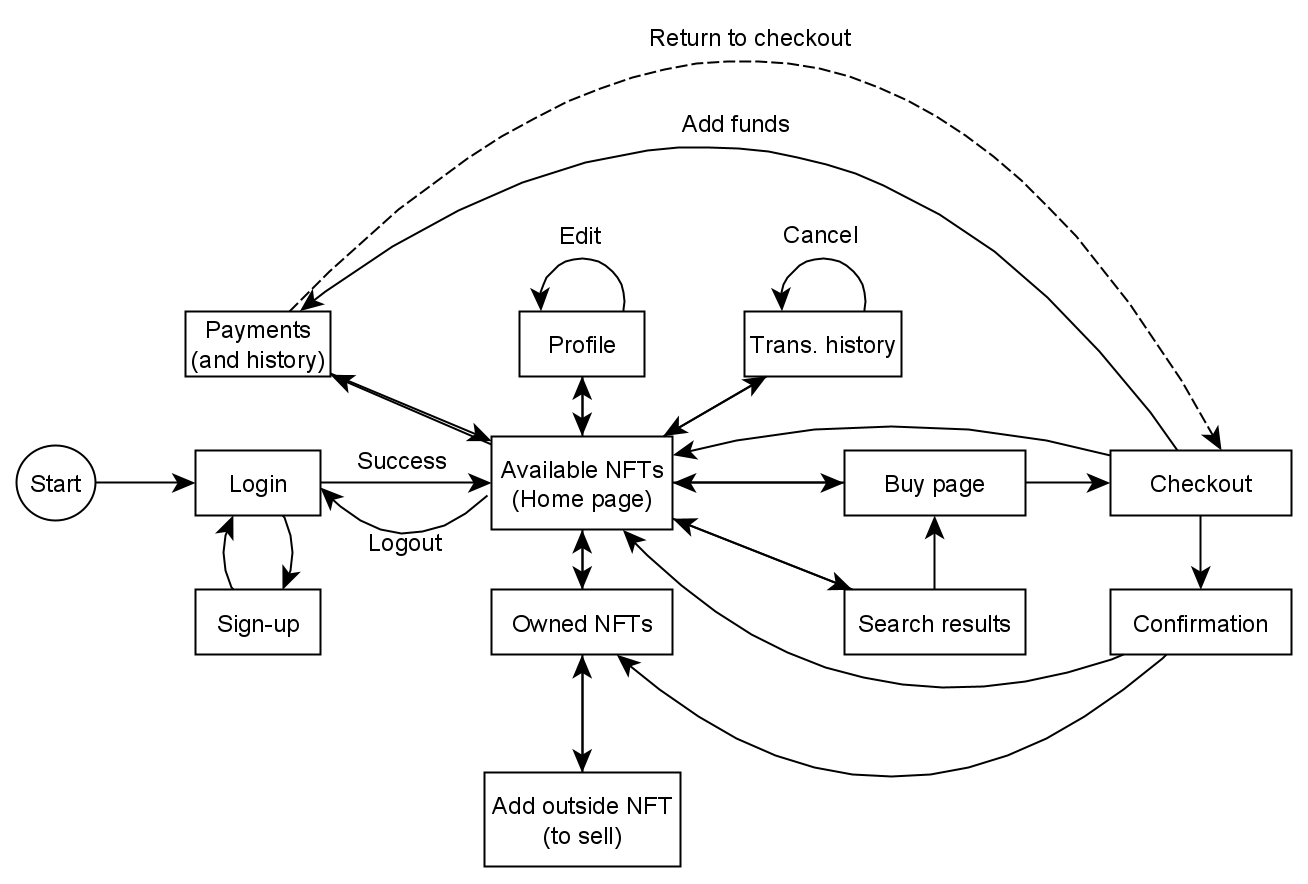 Return to checkout
Add funds
Edit
Cancel
Payments
(and history)
Profile
Trans. history
Start
Login
Success
Logout
Available NFTs
(Home page)
Buy page
Checkout
Sign-up
Owned NFTs
Search results
Confirmation
Add outside NFT
(to sell)